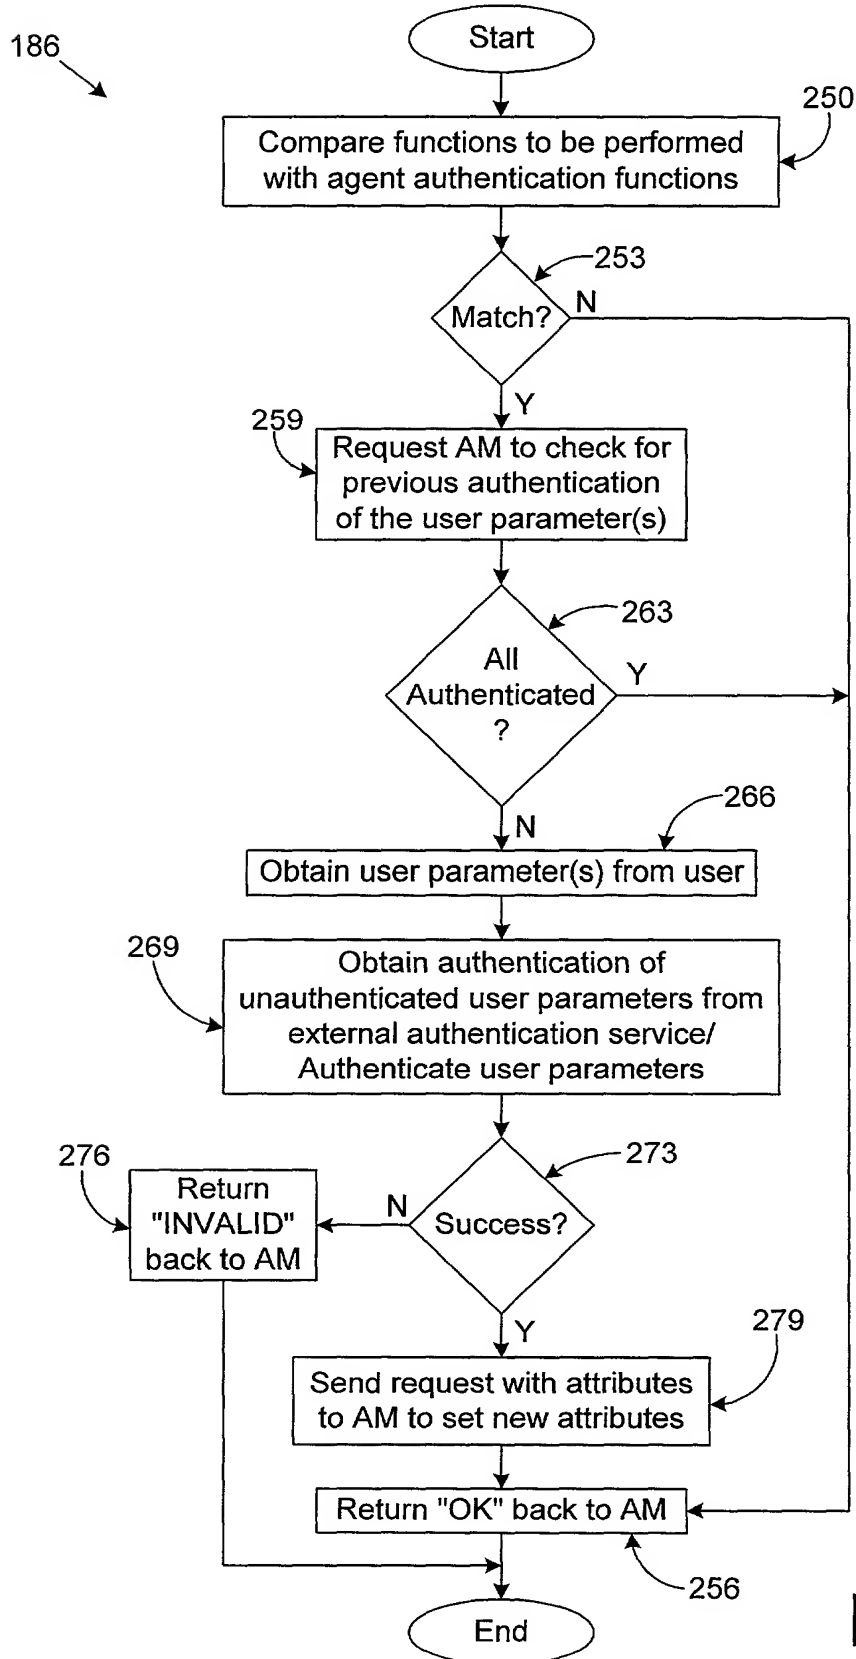 Start
186
250
Compare functions to be performed
with agent authentication functions
253
Match?
N
Y
259
Request AM to check for
previous authentication
of the user parameter(s)
263
All
Authenticated
?
Y
N
266
Obtain user parameter(s) from user
269
Obtain authentication of
unauthenticated user parameters from
external authentication service/
Authenticate user parameters
273
276
Return
"INVALID"
back to AM
N
Success?
Y
279
Send request with attributes
to AM to set new attributes
Return "OK" back to AM
256
End